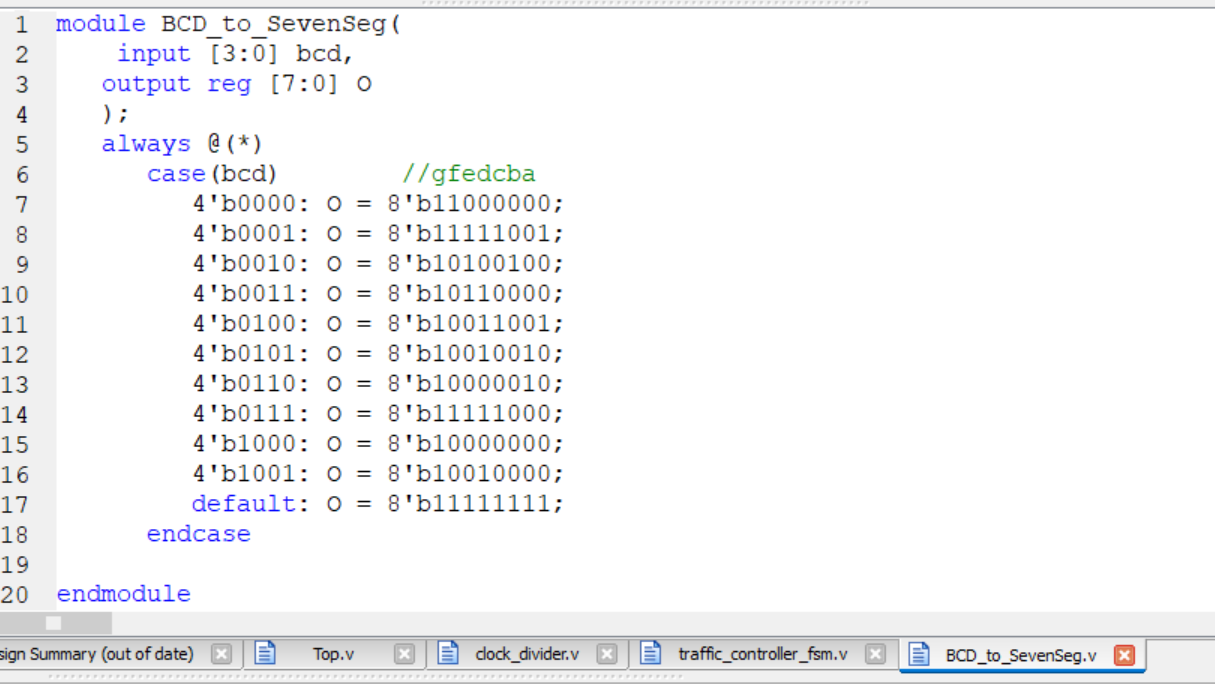 1 module BCD_to_SevenSeg(
2 input [3:0] bcd,
3 output reg [7:0] O
4 );
5 always @(*)
6 case(bcd) //gfedcba
7 4'b0000: O = 8'b11000000;
8 4'b0001: O = 8'b11111001;
9 4'b0010: O = 8'b10100100;
10 4'b0011: O = 8'b10110000;
11 4'b0100: O = 8'b10011001;
12 4'b0101: O = 8'b10010010;
13 4'b0110: O = 8'b10000010;
14 4'b0111: O = 8'b11111000;
15 4'b1000: O = 8'b10000000;
16 4'b1001: O = 8'b10010000;
17 default: O = 8'b11111111;
18 endcase
19
20 endmodule
sign Summary (out of date) Top.v clock_divider.v traffic_controller_fsm.v BCD_to_SevenSeg.v